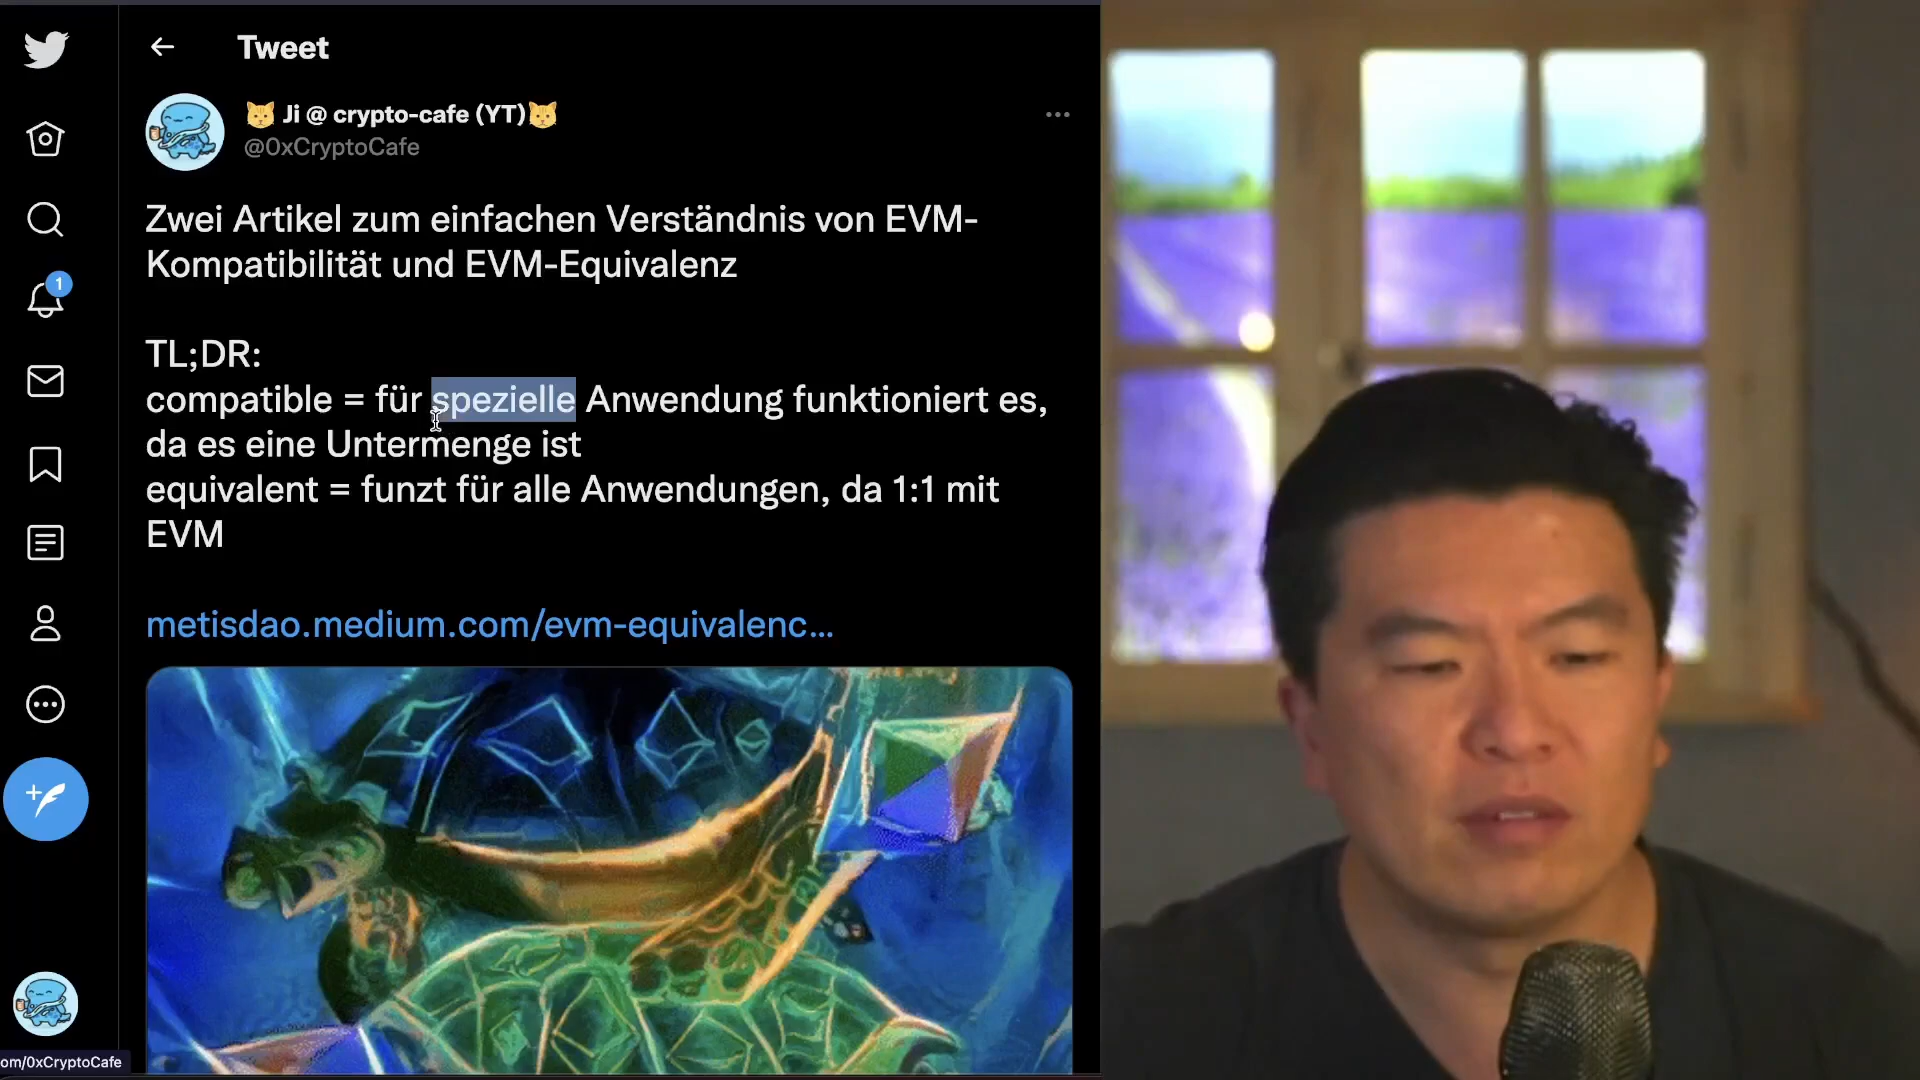 Tweet
Ji @ crypto-cafe (YT)
@0xCryptoCafe
Zwei Artikel zum einfachen Verständnis von EVM-
Kompatibilität und EVM-Equivalenz
TL;DR:
compatible = für spezielle Anwendung funktioniert es,
da es eine Untermenge ist
equivalent = funzt für alle Anwendungen, da 1:1 mit
EVM
metisdao.medium.com/evm-equivalenc…
1
om/0xCryptoCafe